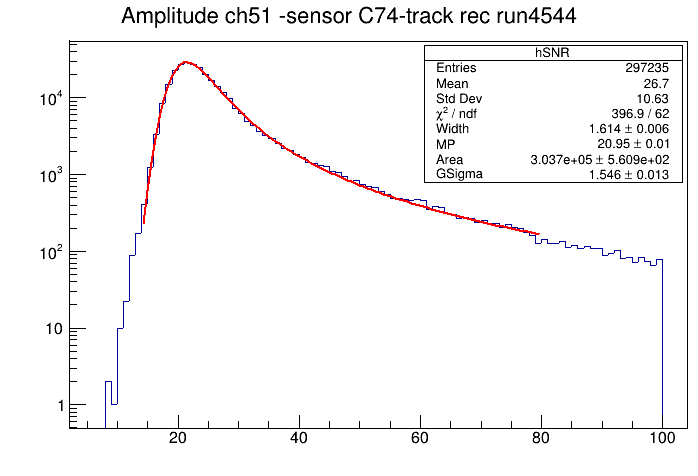 Amplitude ch51 -sensor C74-track rec run4544
hSNR
Entries 297235
Mean 26.7
Std Dev 10.63
χ² / ndf 396.9 / 62
Width 1.614 ± 0.006
MP 20.95 ± 0.01
Area 3.037e+05 ± 5.609e+02
GSigma 1.546 ± 0.013
10⁴
10³
10²
10
1
20 40 60 80 100